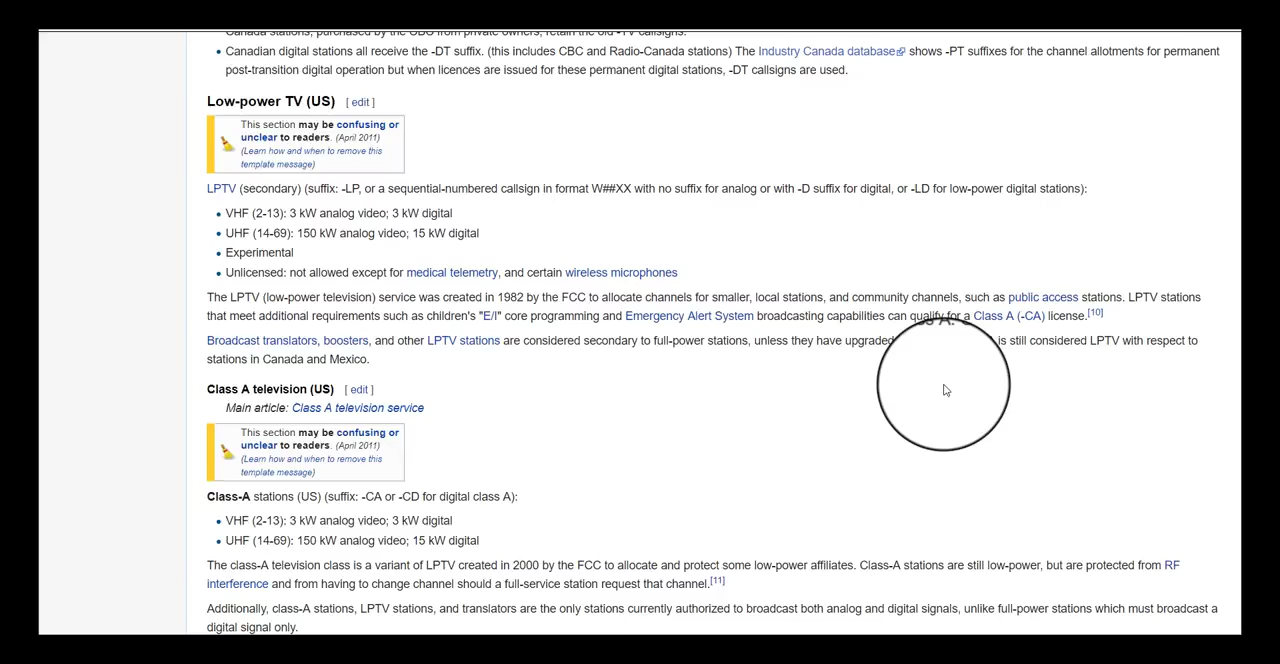 Canada stations, purchased by the CBC from private owners, retain the old -TV callsigns.
• Canadian digital stations all receive the -DT suffix. (this includes CBC and Radio-Canada stations) The Industry Canada database shows -PT suffixes for the channel allotments for permanent
post-transition digital operation but when licences are issued for these permanent digital stations, -DT callsigns are used.
Low-power TV (US) [ edit ]
This section may be confusing or
unclear to readers. (April 2011)
(Learn how and when to remove this
template message)
LPTV (secondary) (suffix: -LP, or a sequential-numbered callsign in format W##XX with no suffix for analog or with -D suffix for digital, or -LD for low-power digital stations):
• VHF (2-13): 3 kW analog video; 3 kW digital
• UHF (14-69): 150 kW analog video; 15 kW digital
• Experimental
• Unlicensed: not allowed except for medical telemetry, and certain wireless microphones
The LPTV (low-power television) service was created in 1982 by the FCC to allocate channels for smaller, local stations, and community channels, such as public access stations. LPTV stations
that meet additional requirements such as children's "E/I" core programming and Emergency Alert System broadcasting capabilities can qualify for a Class A (-CA) license.[10]
Broadcast translators, boosters, and other LPTV stations are considered secondary to full-power stations, unless they have upgraded is still considered LPTV with respect to
stations in Canada and Mexico.
Class A television (US) [ edit ]
Main article: Class A television service
This section may be confusing or
unclear to readers. (April 2011)
(Learn how and when to remove this
template message)
Class-A stations (US) (suffix: -CA or -CD for digital class A):
• VHF (2-13): 3 kW analog video; 3 kW digital
• UHF (14-69): 150 kW analog video; 15 kW digital
The class-A television class is a variant of LPTV created in 2000 by the FCC to allocate and protect some low-power affiliates. Class-A stations are still low-power, but are protected from RF
interference and from having to change channel should a full-service station request that channel.[11]
Additionally, class-A stations, LPTV stations, and translators are the only stations currently authorized to broadcast both analog and digital signals, unlike full-power stations which must broadcast a
digital signal only.